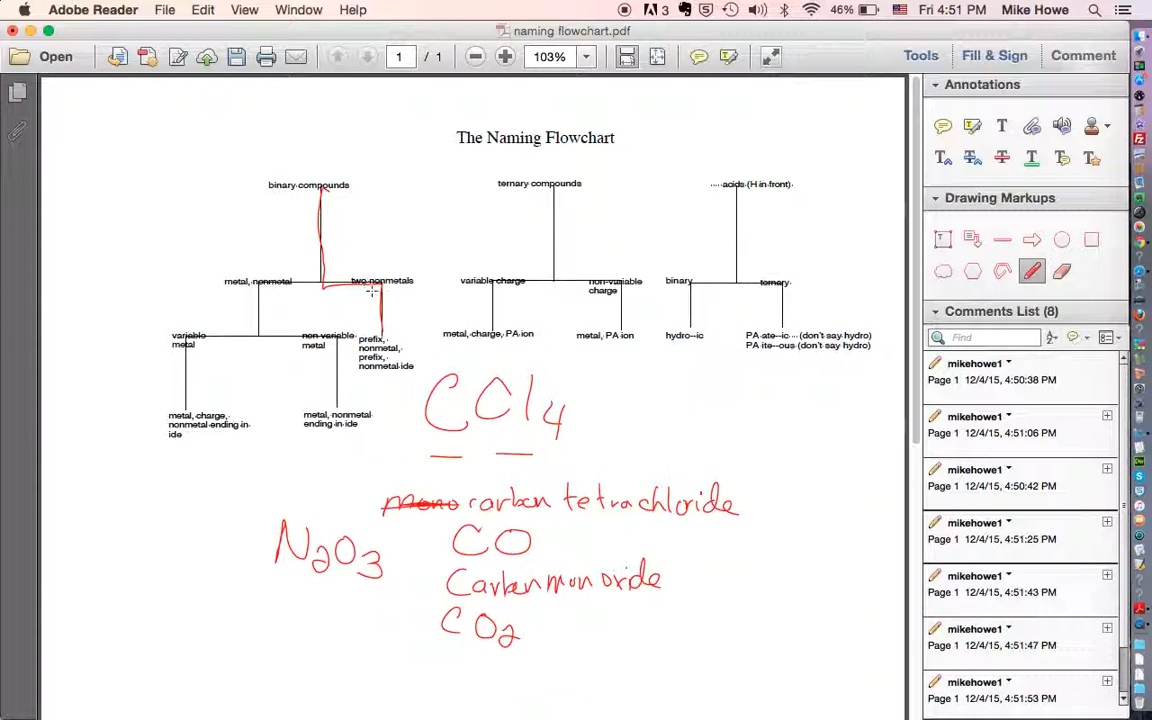 Adobe Reader File Edit View Window Help 3 46% Fri 4:51 PM Mike Howe
naming flowchart.pdf
Open 1 / 1 103% Tools Fill & Sign Comment
Annotations
The Naming Flowchart
binary compounds ternary compounds acids (H in front)
Drawing Markups
metal, nonmetal two nonmetals variable charge non-variable charge binary ternary
variable metal
non variable metal
prefix, nonmetal, prefix, nonmetal-ide
metal, charge, PA ion
metal, PA ion
hydro--ic
PA-ate--ic (don't say hydro)
PA ite--ous (don't say hydro)
metal, charge,
nonmetal ending in
ide
metal, nonmetal
ending in ide
CCl4
mono carbon tetrachloride
N2O3
CO
Carbon monoxide
CO2
Comments List (8)
Find
mikehowe1
Page 1 12/4/15, 4:50:38 PM
mikehowe1
Page 1 12/4/15, 4:51:06 PM
mikehowe1
Page 1 12/4/15, 4:50:42 PM
mikehowe1
Page 1 12/4/15, 4:51:25 PM
mikehowe1
Page 1 12/4/15, 4:51:43 PM
mikehowe1
Page 1 12/4/15, 4:51:47 PM
mikehowe1
Page 1 12/4/15, 4:51:53 PM